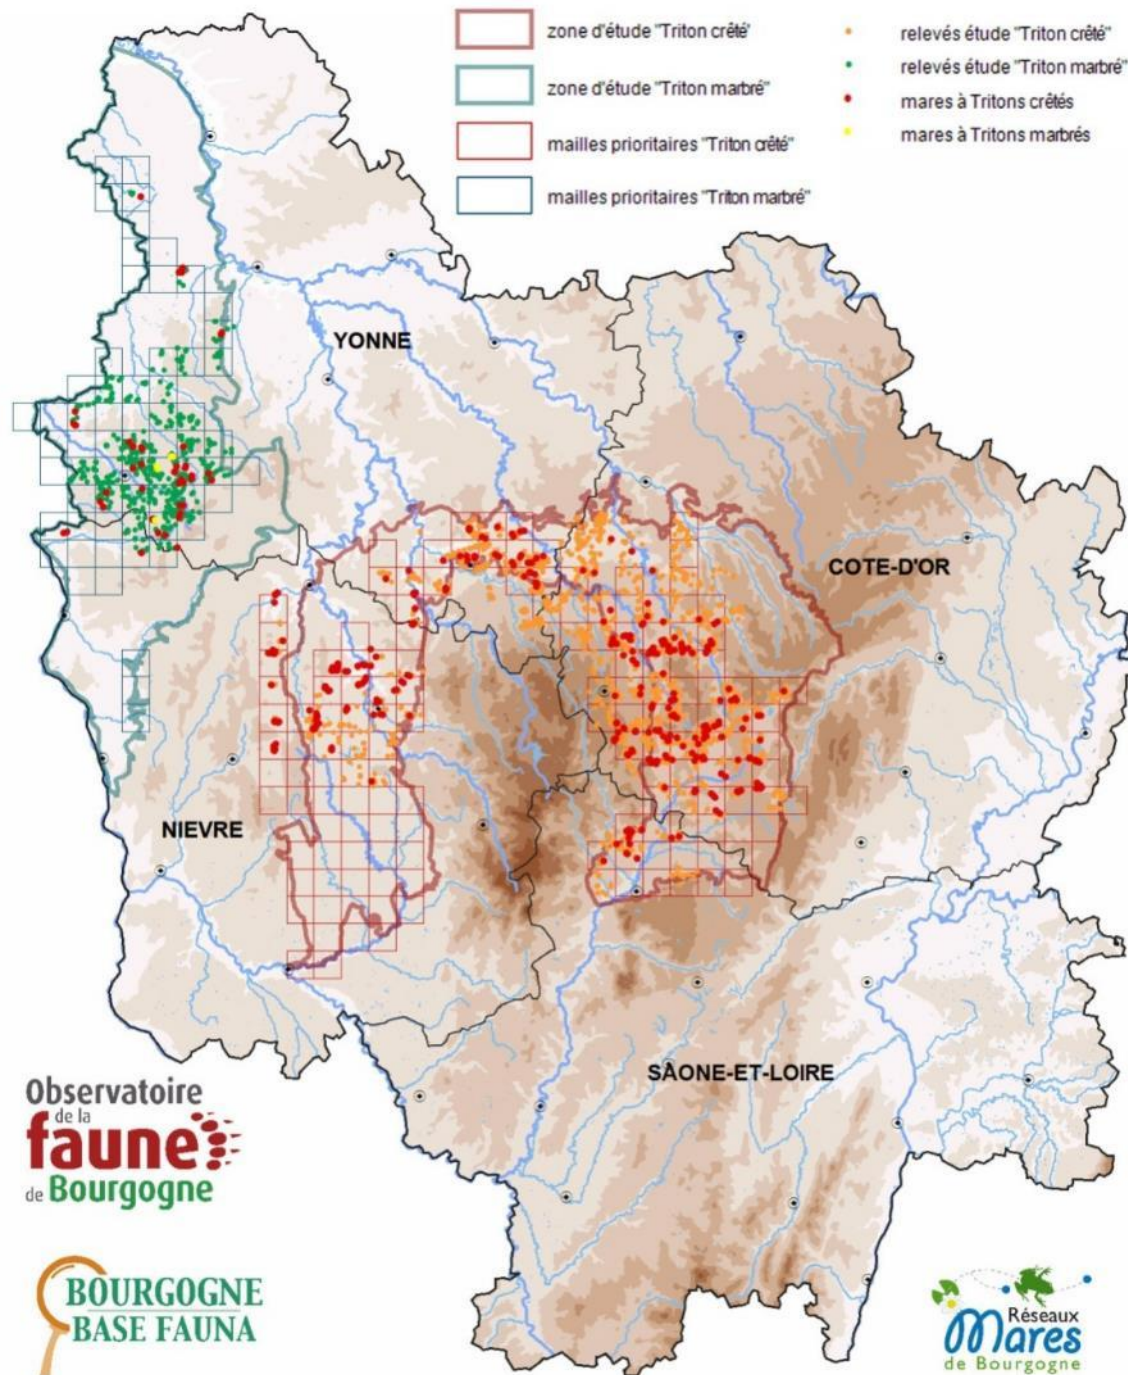 zone d'étude "Triton crêté'
zone d'étude "Triton marbré"
mailles prioritaires "Triton crêté"
mailles prioritaires "Triton marbré"
relevés étude "Triton crêté"
relevés étude "Triton marbré"
mares à Tritons crêtés
mares à Tritons marbrés
YONNE
COTE-D'OR
NIEVRE
SAONE-ET-LOIRE
Observatoire
de la
faune
de Bourgogne
BOURGOGNE
BASE FAUNA
Réseaux
Mares
de Bourgogne